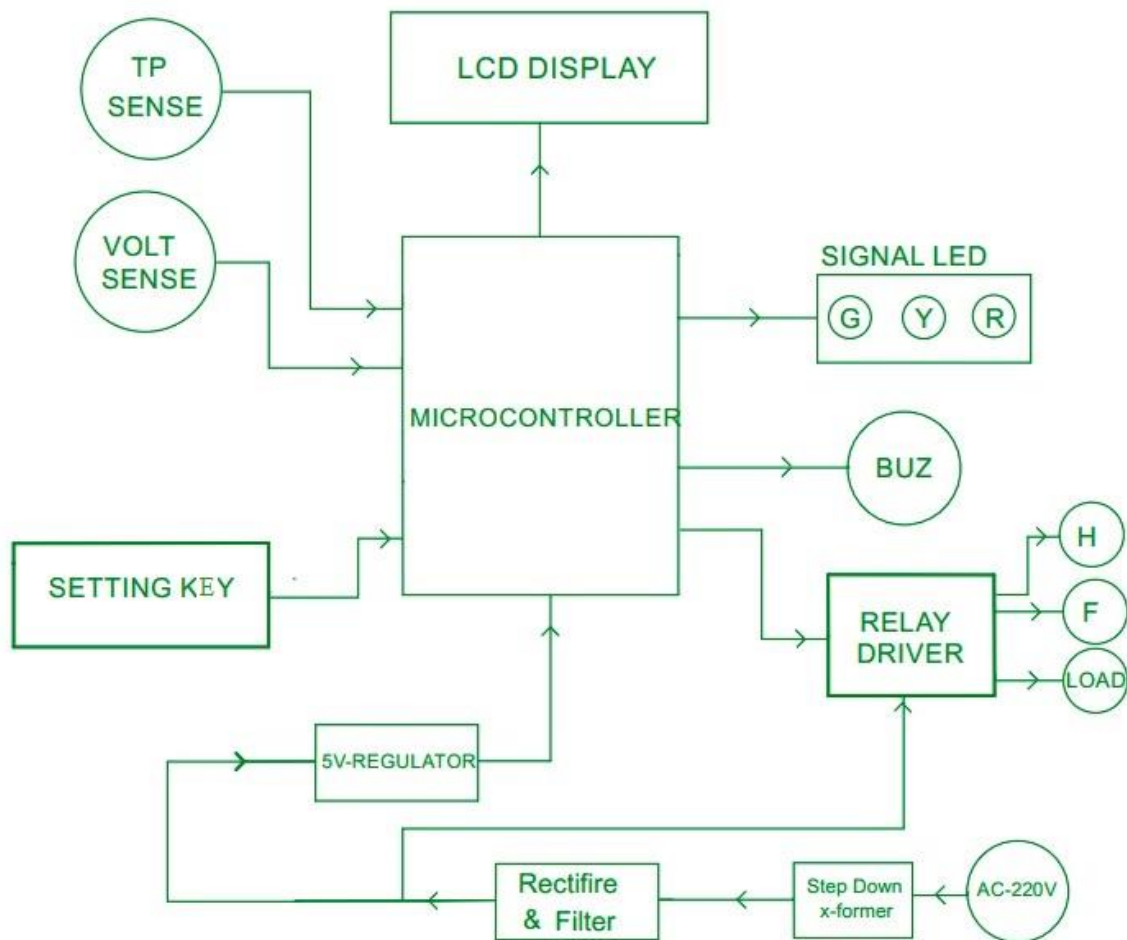 TP
SENSE
LCD DISPLAY
VOLT
SENSE
SIGNAL LED
G Y R
MICROCONTROLLER
BUZ
SETTING KEY
H
F
LOAD
RELAY
DRIVER
5V-REGULATOR
Rectifire
& Filter
Step Down
x-former
AC-220V